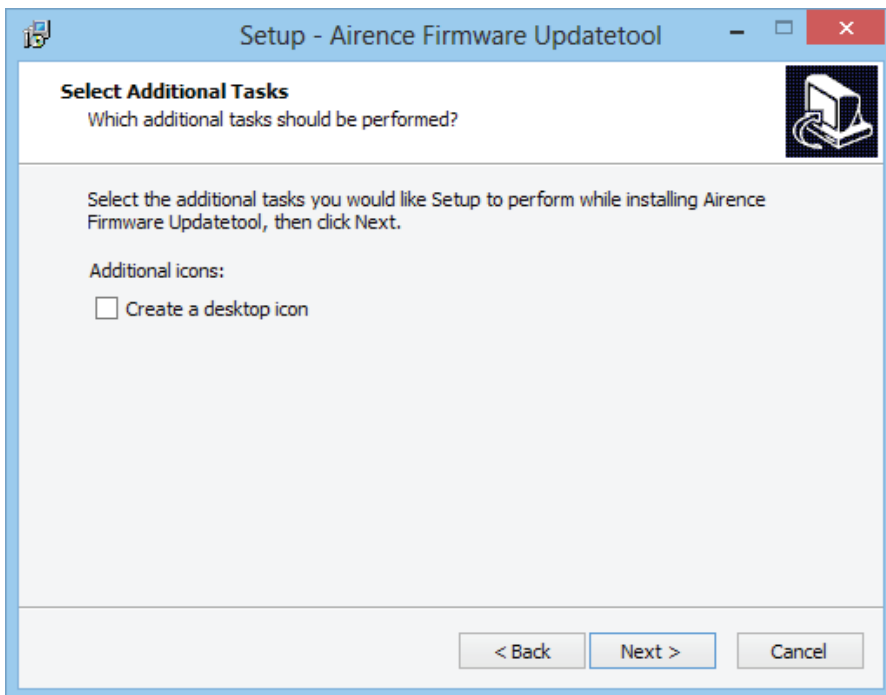 Setup - Airence Firmware Updatetool
Select Additional Tasks
Which additional tasks should be performed?
Select the additional tasks you would like Setup to perform while installing Airence
Firmware Updatetool, then click Next.
Additional icons:
Create a desktop icon
< Back Next > Cancel